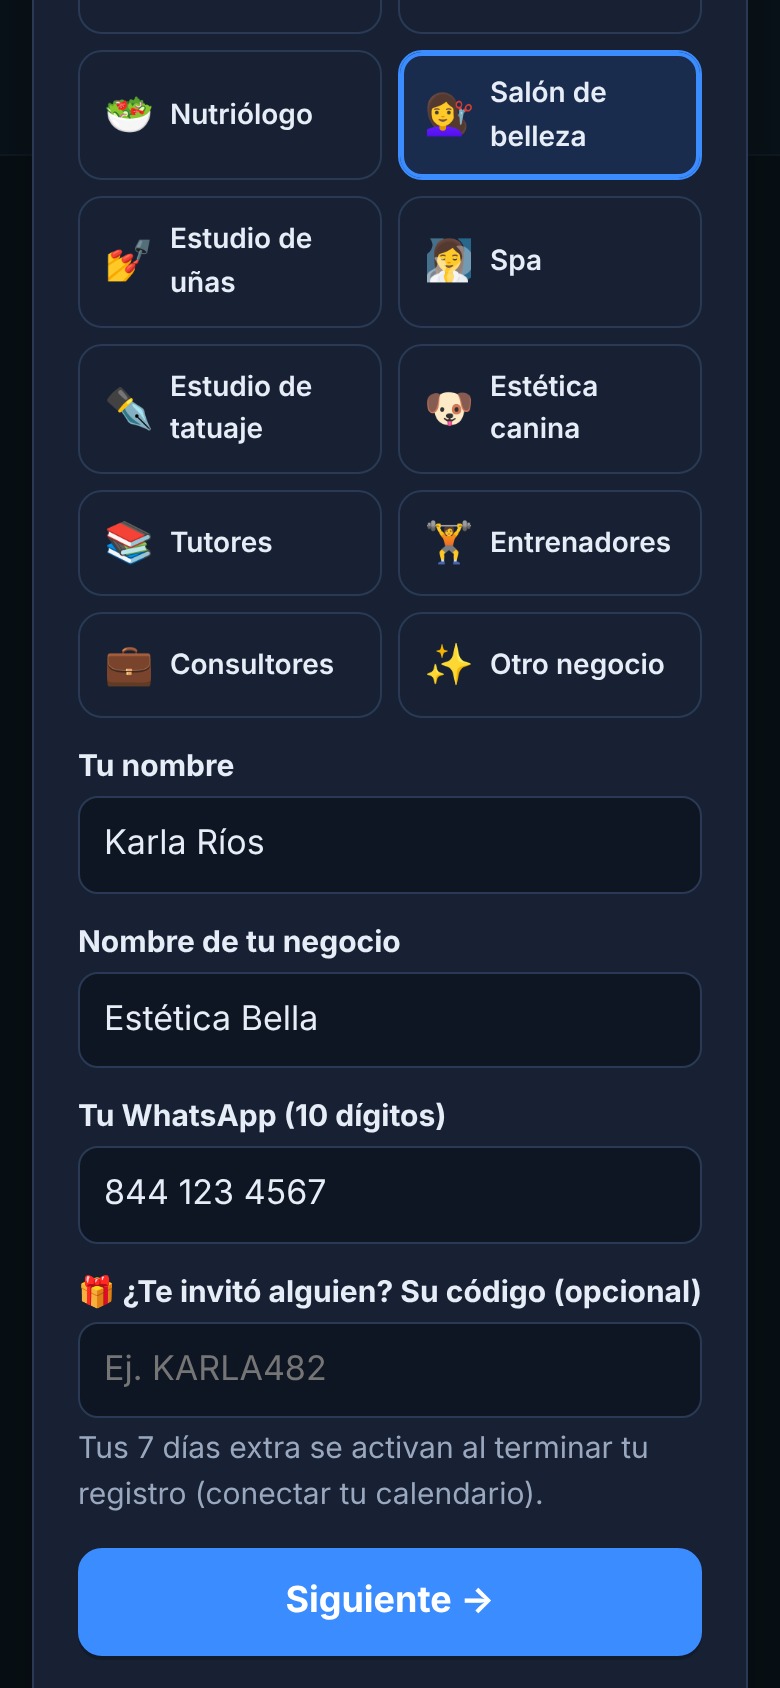 Nutriólogo
Salón de
belleza
Estudio de
uñas
Spa
Estudio de
tatuaje
Estética
canina
Tutores
Entrenadores
Consultores
Otro negocio
Tu nombre
Karla Ríos
Nombre de tu negocio
Estética Bella
Tu WhatsApp (10 dígitos)
844 123 4567
🎁 ¿Te invitó alguien? Su código (opcional)
Ej. KARLA482
Tus 7 días extra se activan al terminar tu
registro (conectar tu calendario).
Siguiente →